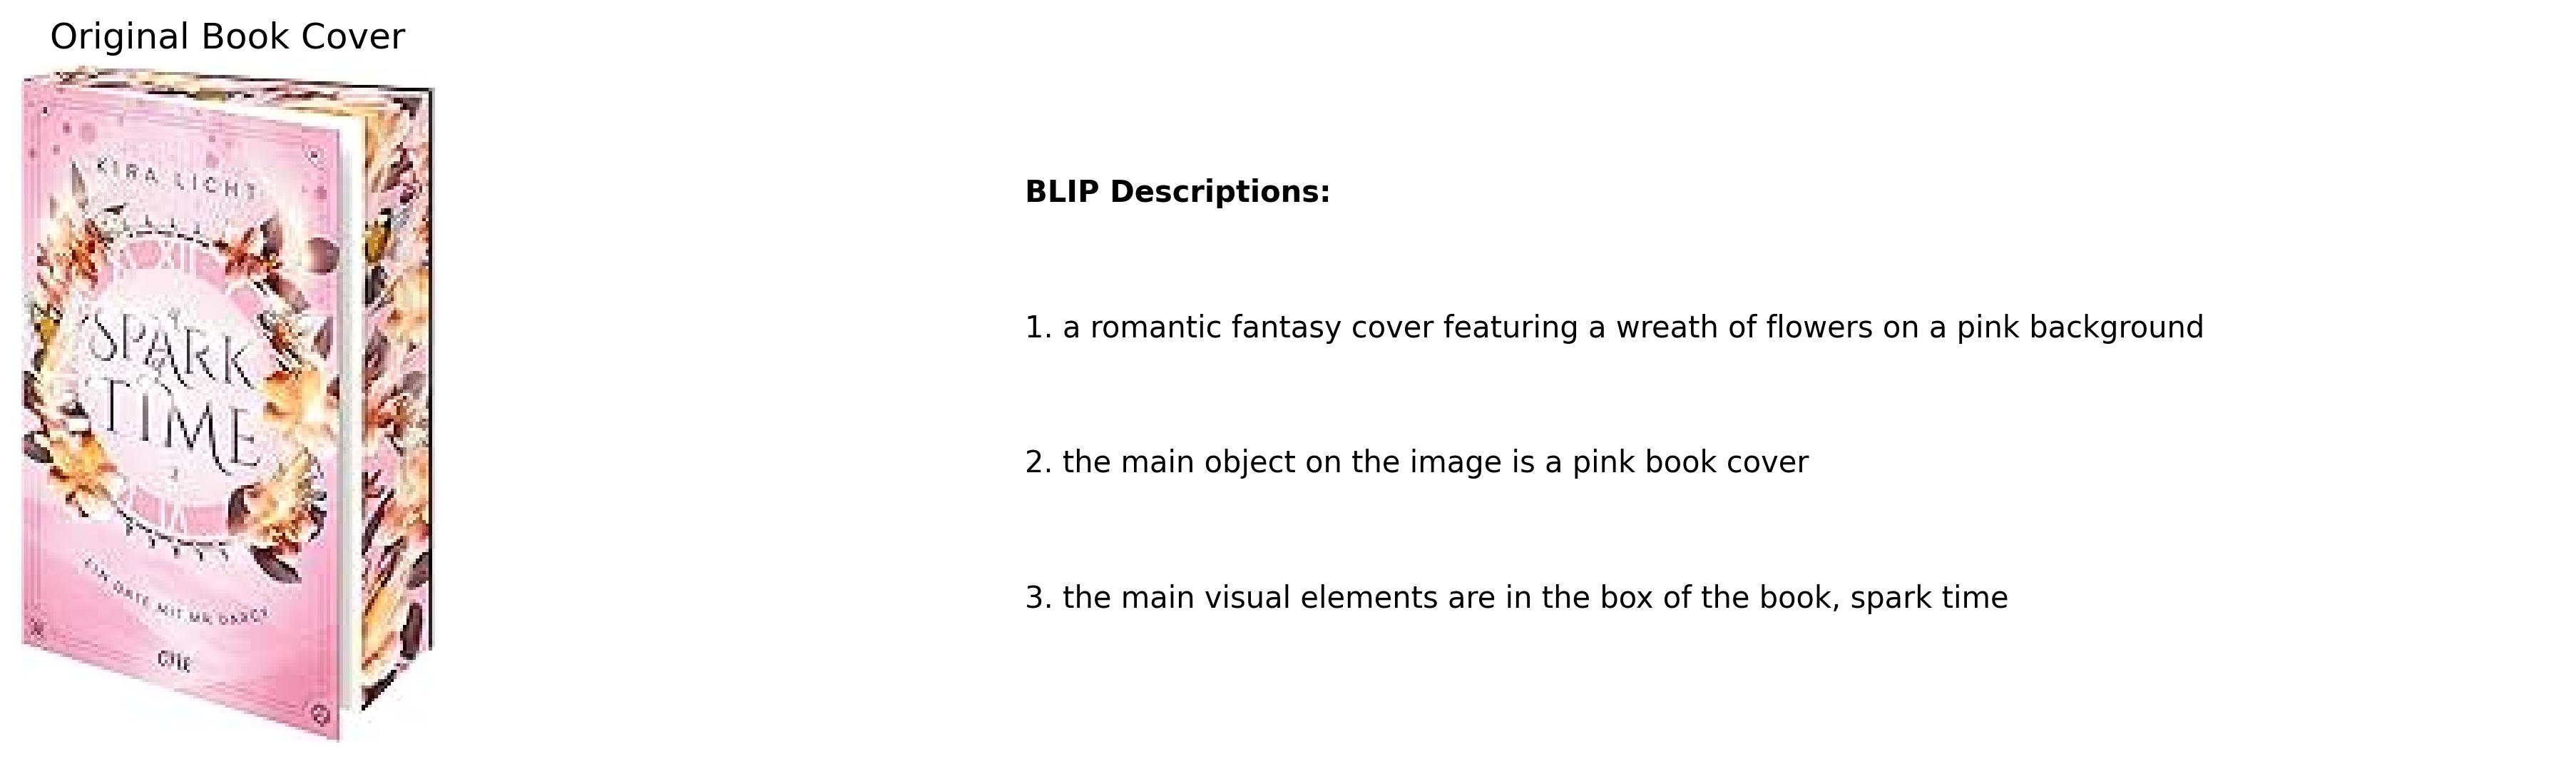 Original Book Cover
KIRA LICHT
SPARK
TIME
EIN DATE MIT MR DARCY
ONE
BLIP Descriptions:
1. a romantic fantasy cover featuring a wreath of flowers on a pink background
2. the main object on the image is a pink book cover
3. the main visual elements are in the box of the book, spark time